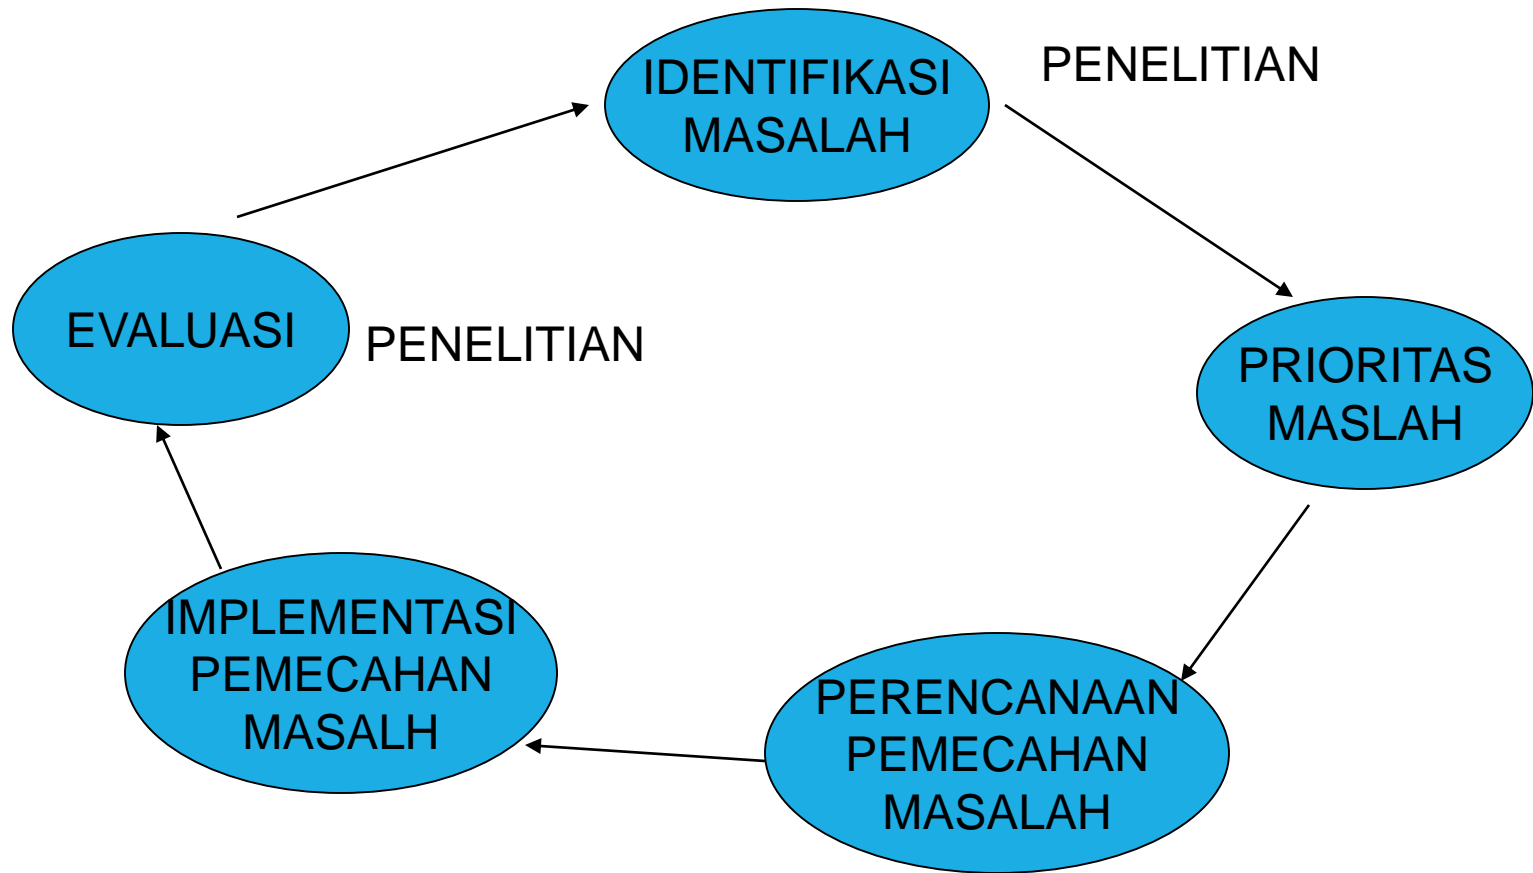 IDENTIFIKASI
MASALAH
PENELITIAN
EVALUASI
PENELITIAN
PRIORITAS
MASLAH
IMPLEMENTASI
PEMECAHAN
MASALH
PERENCANAAN
PEMECAHAN
MASALAH